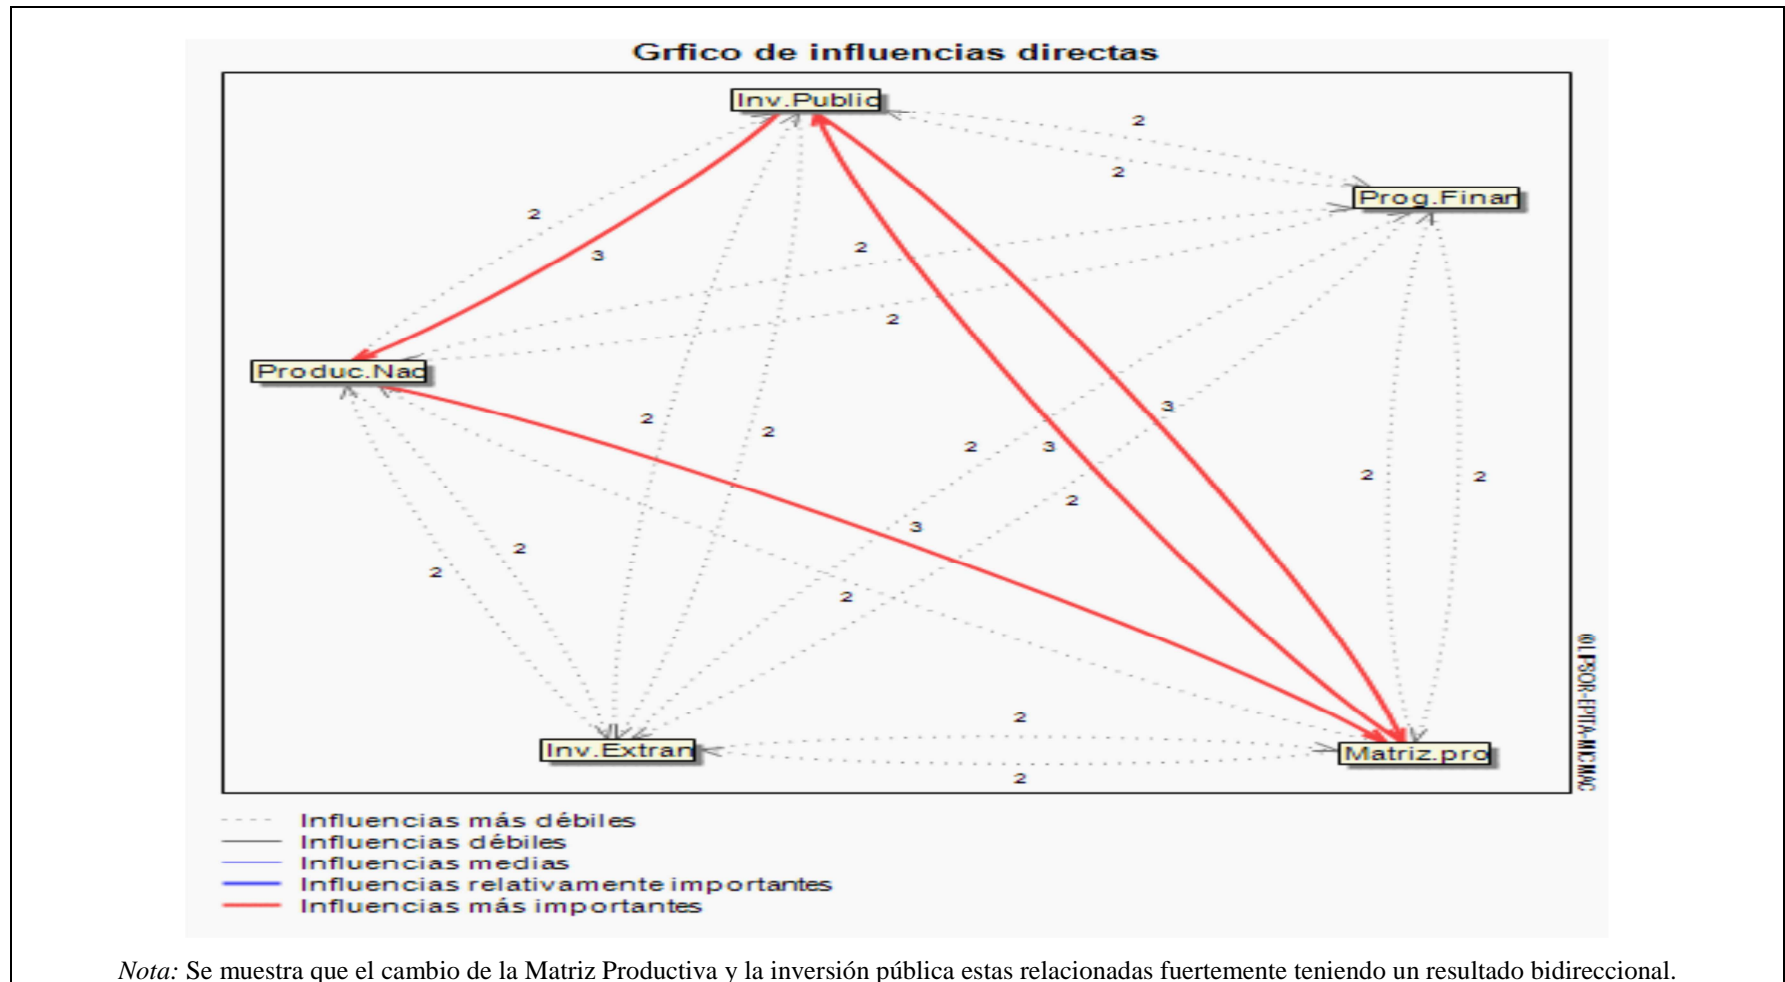 Grfico de influencias directas
Inv.Public
2
2
Prog.Finan
2
3
2
2
Produc.Nac
3
2
2
2
3
2
2
2
3
2
2
2
2
2
Inv.Extran
Matriz.pro
2
@LIPSOR-EPITA-MICMAC
Influencias más débiles
Influencias débiles
Influencias medias
Influencias relativamente importantes
Influencias más importantes
Nota: Se muestra que el cambio de la Matriz Productiva y la inversión pública estas relacionadas fuertemente teniendo un resultado bidireccional.